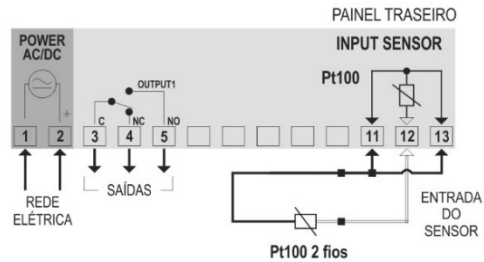 PAINEL TRASEIRO
POWER
AC/DC
INPUT SENSOR
Pt100
OUTPUT1
+
C
NC
NO
1
2
3
4
5
11
12
13
REDE
ELÉTRICA
SAÍDAS
ENTRADA
DO
SENSOR
Pt100 2 fios